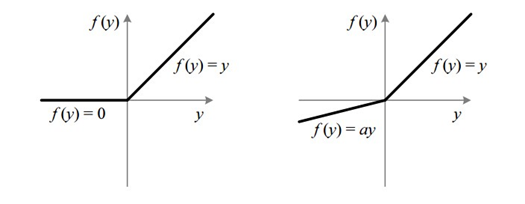 f(y)
f(y) = y
f(y) = 0
y
f(y)
f(y) = y
f(y) = ay
y